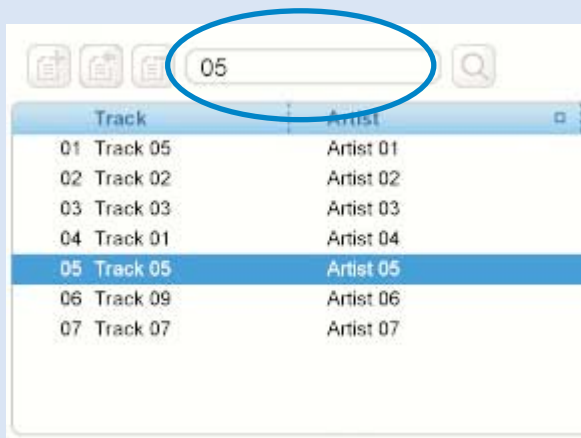 05
Track Artist
01 Track 05 Artist 01
02 Track 02 Artist 02
03 Track 03 Artist 03
04 Track 01 Artist 04
05 Track 05 Artist 05
06 Track 09 Artist 06
07 Track 07 Artist 07